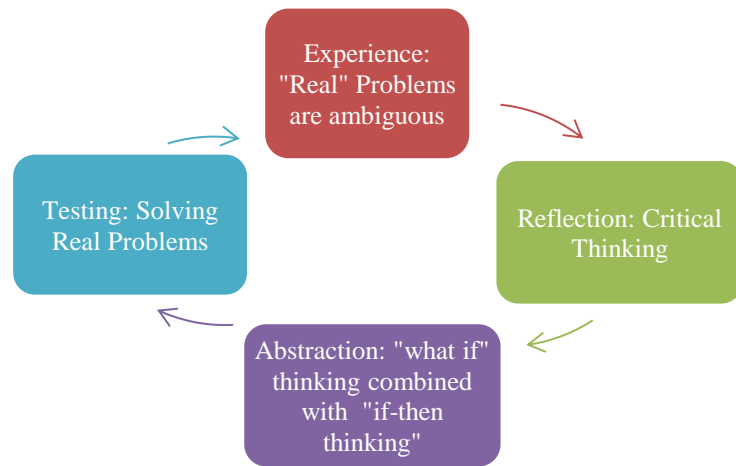 Experience:
"Real" Problems
are ambiguous
Reflection: Critical
Thinking
Abstraction: "what if"
thinking combined
with "if-then
thinking"
Testing: Solving
Real Problems